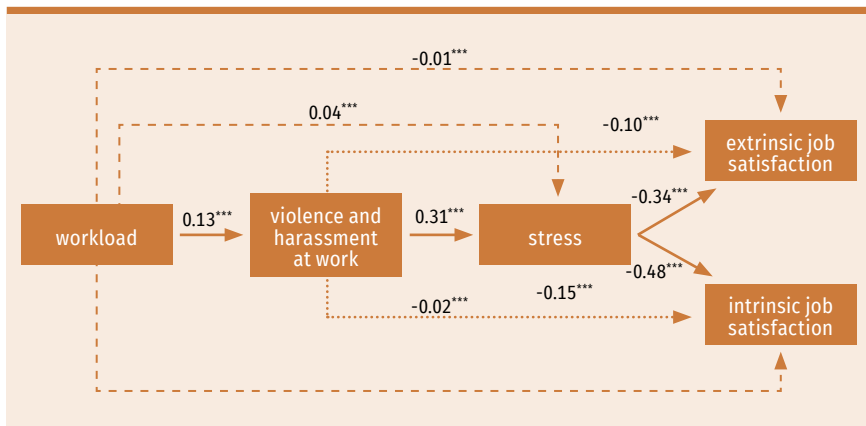 -0.01***
0.04***
-0.10***
extrinsic job
satisfaction
-0.34***
workload
0.13***
violence and
harassment
at work
0.31***
stress
-0.48***
-0.15***
-0.02***
intrinsic job
satisfaction